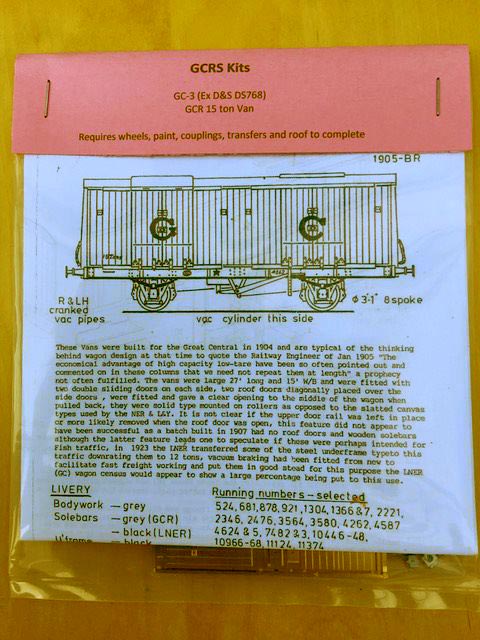 GCRS Kits
GC-3 (Ex D&S DS768)
GCR 15 ton Van
Requires wheels, paint, couplings, transfers and roof to complete
1905-BR
G G
R & LH
cranked
vac pipes
vac cylinder this side
Φ 3'1" 8 spoke
These Vans were built for the Great Central in 1904 and are typical of the thinking
behind wagon design at that time to quote the Railway Engineer of Jan 1905 "The
economical advantage of high capacity low-tare have been so often pointed out and
commented on in these columns that we need not repeat them at length" a prophecy
not often fulfilled. The vans were large 27' long and 15' W/B and were fitted with
two double sliding doors on each side, two roof doors diagonally placed over the
side doors , were fitted and gave a clear opening to the middle of the wagon when
pulled back, they were solid type mounted on rollers as opposed to the slatted canvas
types used by the NER & L&Y. It is not clear if the upper door rail was left in place
or more likely removed when the roof door was open, this feature did not appear to
have been successful as a batch built in 1907 had no roof doors and wooden solebars
although the latter feature leads one to speculate if these were perhaps intended for
Fish traffic, in 1923 the LNER transferred some of the steel underframe typeto this
traffic downrating them to 12 tons, vacuum braking had been fitted from new to
facilitate fast freight working and put them in good stead for this purpose the LNER
(GC) wagon census would appear to show a large percentage being put to this use.
LIVERY
Bodywork — grey
Solebars — grey (GCR)
— black (LNER)
U'frame — black
Running numbers - selected
524, 681, 878, 921, 1304, 1366 & 7, 2221,
2346, 2476, 3564, 3580, 4262, 4587
4624 & 5, 7482 & 3, 10446 -48,
10966-68, 11124, 11374